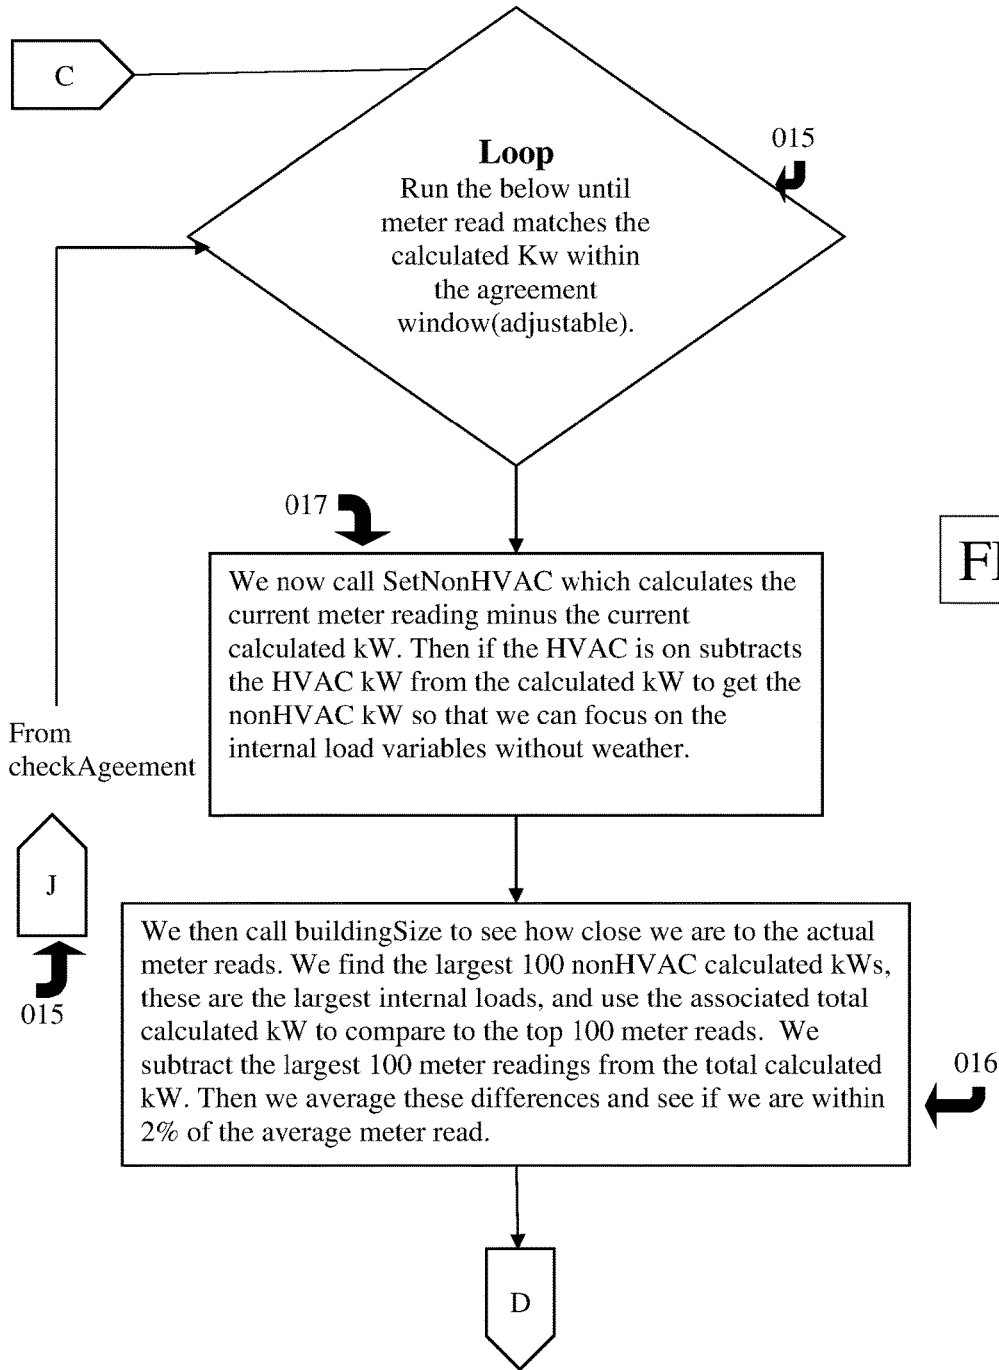 C
015
Loop
Run the below until
meter read matches the
calculated Kw within
the agreement
window(adjustable).
017
We now call SetNonHVAC which calculates the
current meter reading minus the current
calculated kW. Then if the HVAC is on subtracts
the HVAC kW from the calculated kW to get the
nonHVAC kW so that we can focus on the
internal load variables without weather.
From
checkAgeement
J
015
We then call buildingSize to see how close we are to the actual
meter reads. We find the largest 100 nonHVAC calculated kWs,
these are the largest internal loads, and use the associated total
calculated kW to compare to the top 100 meter reads.  We
subtract the largest 100 meter readings from the total calculated
kW. Then we average these differences and see if we are within
2% of the average meter read.
016
D